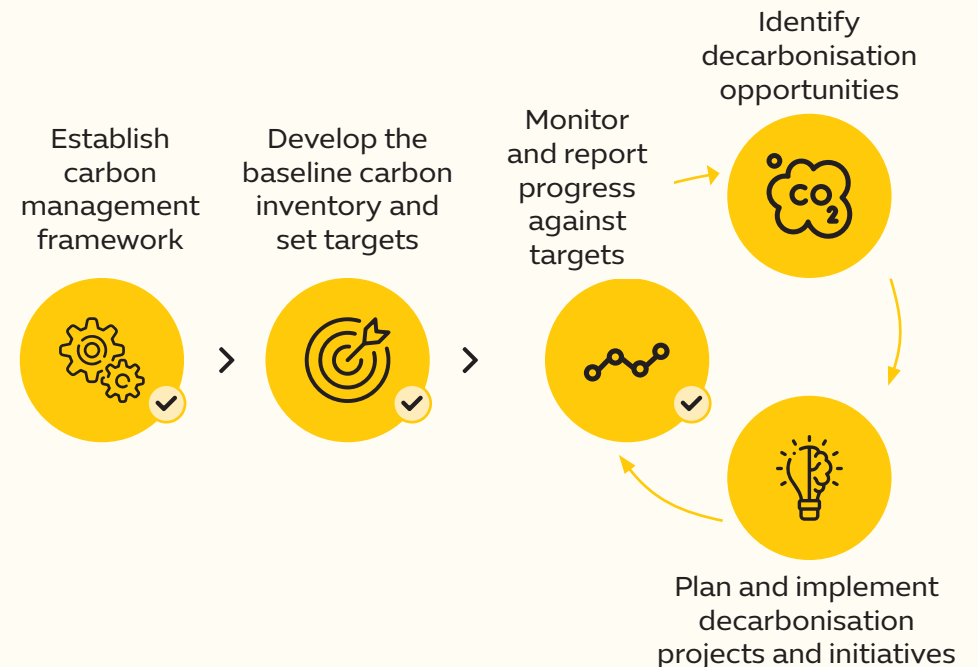 Establish
carbon
management
framework
Develop the
baseline carbon
inventory and
set targets
Monitor
and report
progress
against
targets
Identify
decarbonisation
opportunities
CO2
Plan and implement
decarbonisation
projects and initiatives